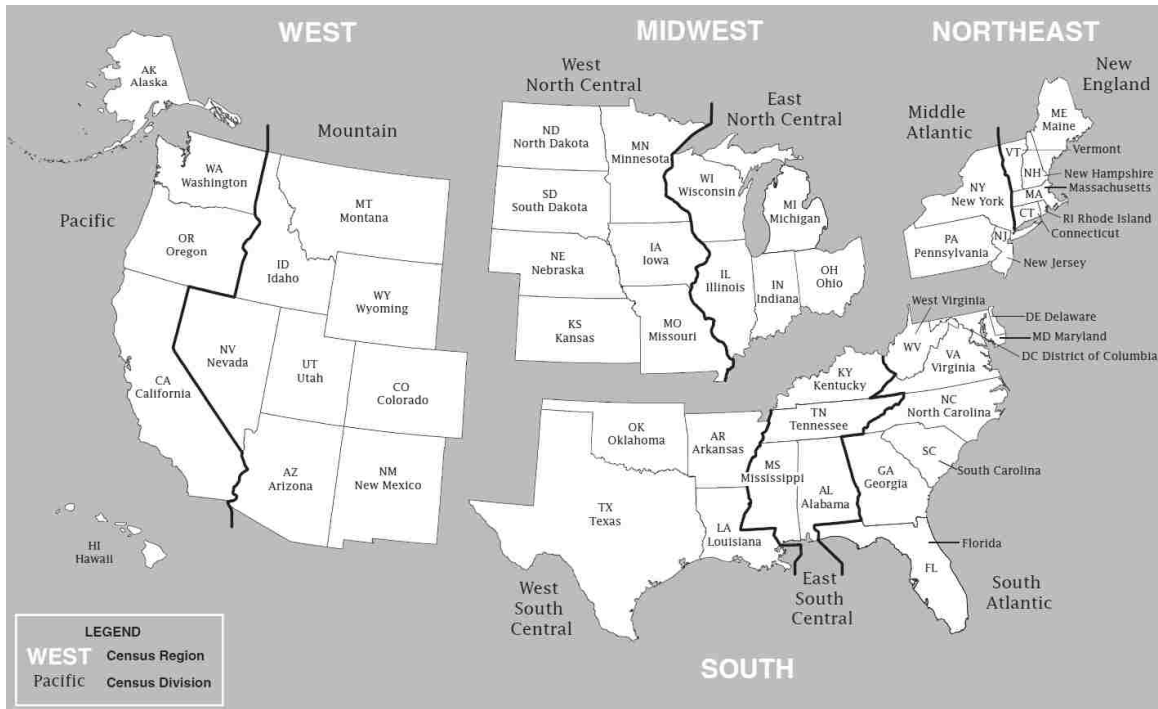 WEST
MIDWEST
NORTHEAST
AK
Alaska
Mountain
Pacific
WA
Washington
MT
Montana
OR
Oregon
ID
Idaho
WY
Wyoming
NV
Nevada
UT
Utah
CA
California
CO
Colorado
AZ
Arizona
NM
New Mexico
HI
Hawaii
West
North Central
East
North Central
ND
North Dakota
MN
Minnesota
SD
South Dakota
WI
Wisconsin
MI
Michigan
NE
Nebraska
IA
Iowa
IL
Illinois
IN
Indiana
OH
Ohio
KS
Kansas
MO
Missouri
New
England
Middle
Atlantic
ME
Maine
VT
Vermont
NH
New Hampshire
Massachusetts
MA
NY
New York
CT
RI Rhode Island
Connecticut
PA
Pennsylvania
NJ
New Jersey
West Virginia
DE Delaware
MD Maryland
DC District of Columbia
WV
VA
Virginia
KY
Kentucky
NC
North Carolina
TN
Tennessee
OK
Oklahoma
AR
Arkansas
SC
South Carolina
MS
Mississippi
GA
Georgia
AL
Alabama
TX
Texas
LA
Louisiana
Florida
FL
West
South
Central
East
South
Central
South
Atlantic
SOUTH
LEGEND
WEST Census Region
Pacific Census Division